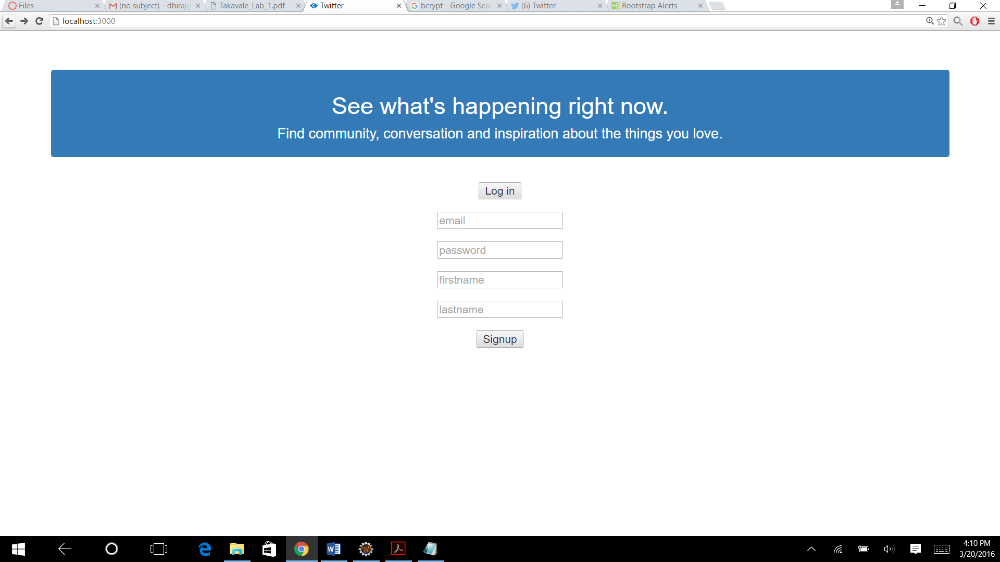 Files
(no subject) - dhirajg
Takavale_Lab_1.pdf
Twitter
bcrypt - Google Sear
(6) Twitter
Bootstrap Alerts
localhost:3000
See what's happening right now.
Find community, conversation and inspiration about the things you love.
Log in
email
password
firstname
lastname
Signup
4:10 PM
3/20/2016